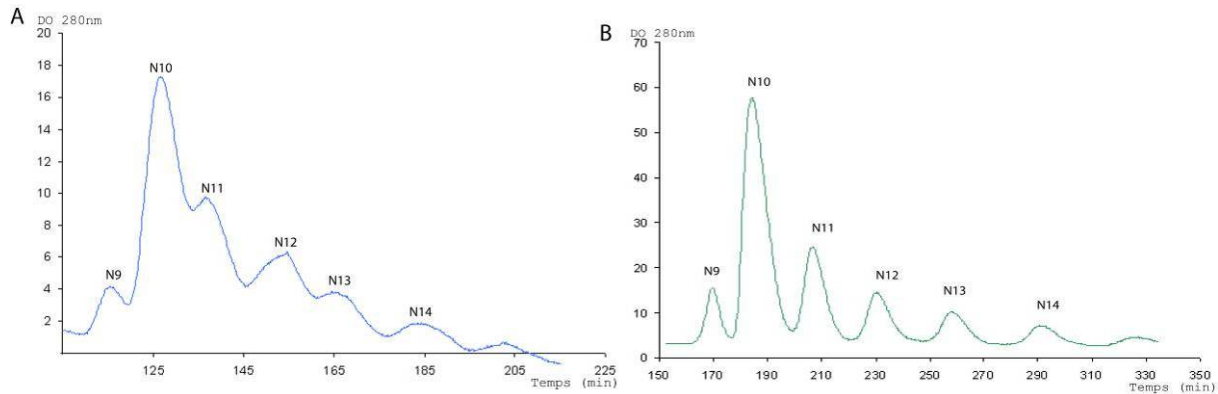 A
DO 280nm
20
18
16
14
12
10
8
6
4
2
N9
N10
N11
N12
N13
N14
125
145
165
185
205
225
Temps (min)
B
DO 280nm
70
60
50
40
30
20
10
0
N9
N10
N11
N12
N13
N14
150
170
190
210
230
250
270
290
310
330
350
Temps (min)